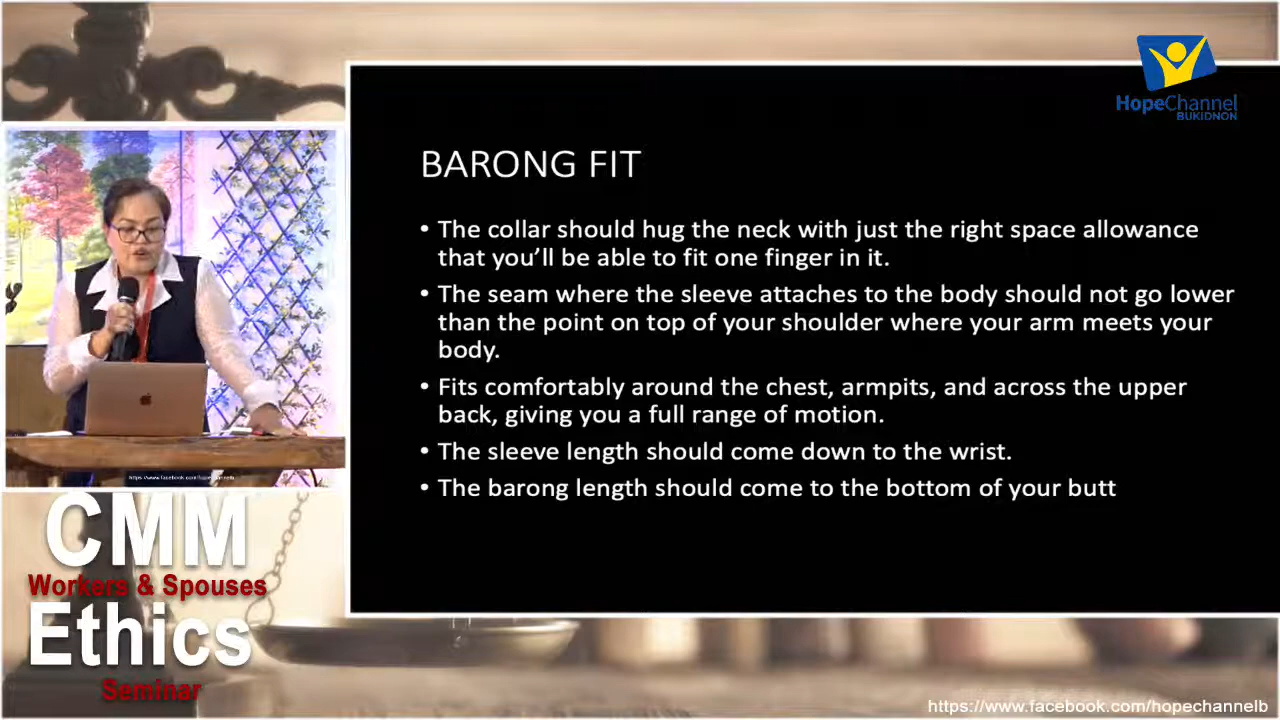 HopeChannel
BUKIDNON
BARONG FIT
• The collar should hug the neck with just the right space allowance
that you’ll be able to fit one finger in it.
• The seam where the sleeve attaches to the body should not go lower
than the point on top of your shoulder where your arm meets your
body.
• Fits comfortably around the chest, armpits, and across the upper
back, giving you a full range of motion.
• The sleeve length should come down to the wrist.
• The barong length should come to the bottom of your butt
https://www.facebook.com/hopechannelb
CMM
Workers & Spouses
Ethics
Seminar
https://www.facebook.com/hopechannelb